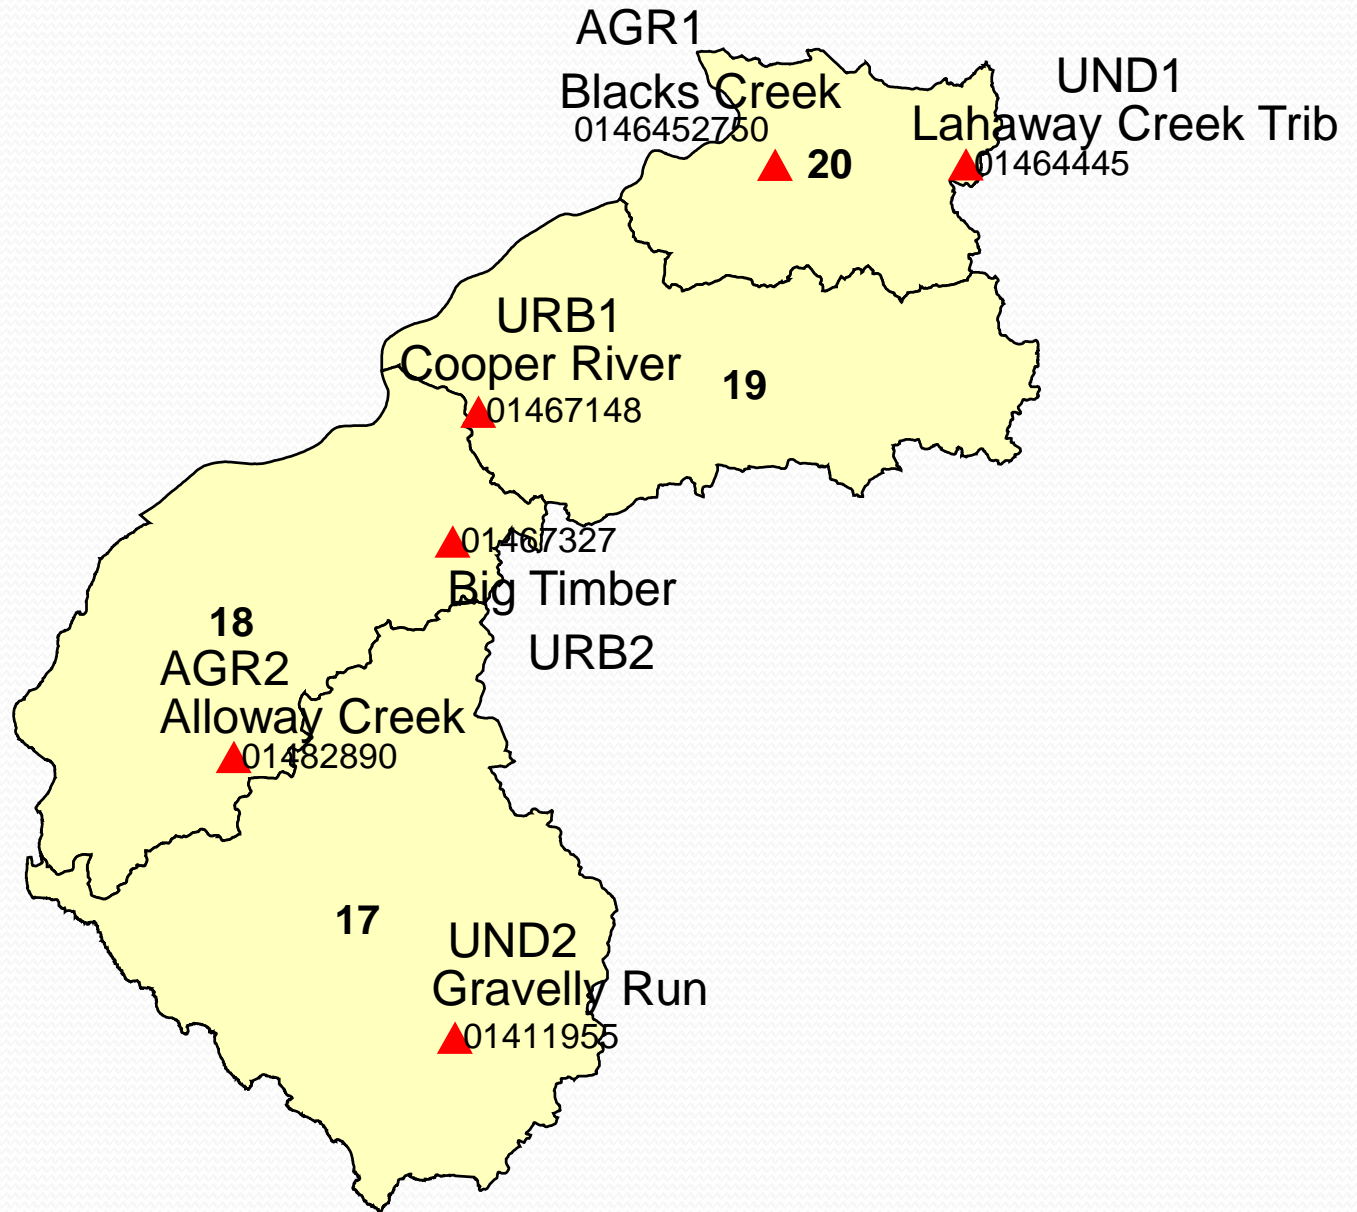 AGR1
Blacks Creek
0146452750
UND1
Lahaway Creek Trib
01464445
20
URB1
Cooper River
01467148
19
01467327
Big Timber
URB2
18
AGR2
Alloway Creek
01482890
17
UND2
Gravelly Run
01411955